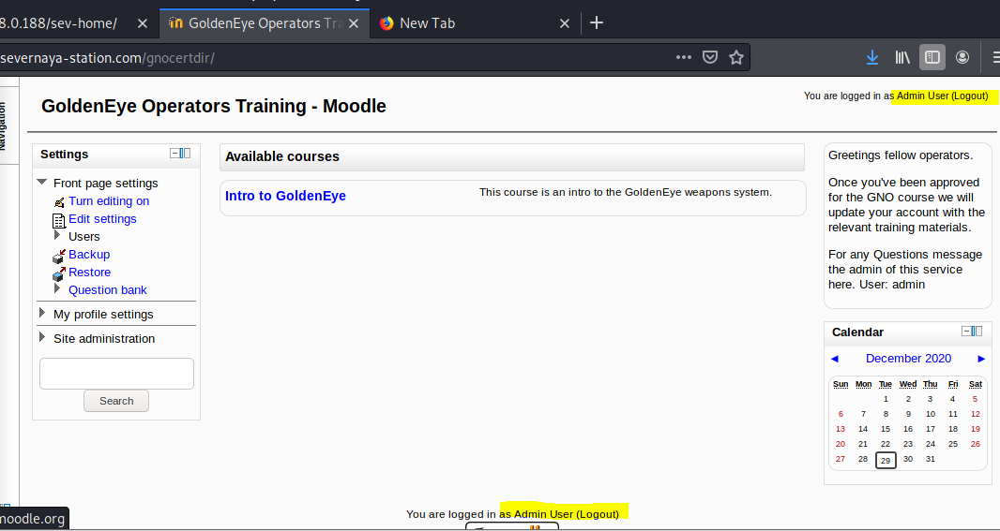 8.0.188/sev-home/
GoldenEye Operators Tra
New Tab
severnaya-station.com/gnocertdir/
Navigation
GoldenEye Operators Training - Moodle
You are logged in as Admin User (Logout)
Settings
Front page settings
Turn editing on
Edit settings
Users
Backup
Restore
Question bank
My profile settings
Site administration
Search
Available courses
Intro to GoldenEye
This course is an intro to the GoldenEye weapons system.
Greetings fellow operators.
Once you've been approved
for the GNO course we will
update your account with the
relevant training materials.
For any Questions message
the admin of this service
here. User: admin
Calendar
◄ December 2020 ►
Sun Mon Tue Wed Thu Fri Sat
1 2 3 4 5
6 7 8 9 10 11 12
13 14 15 16 17 18 19
20 21 22 23 24 25 26
27 28 29 30 31
You are logged in as Admin User (Logout)
moodle.org